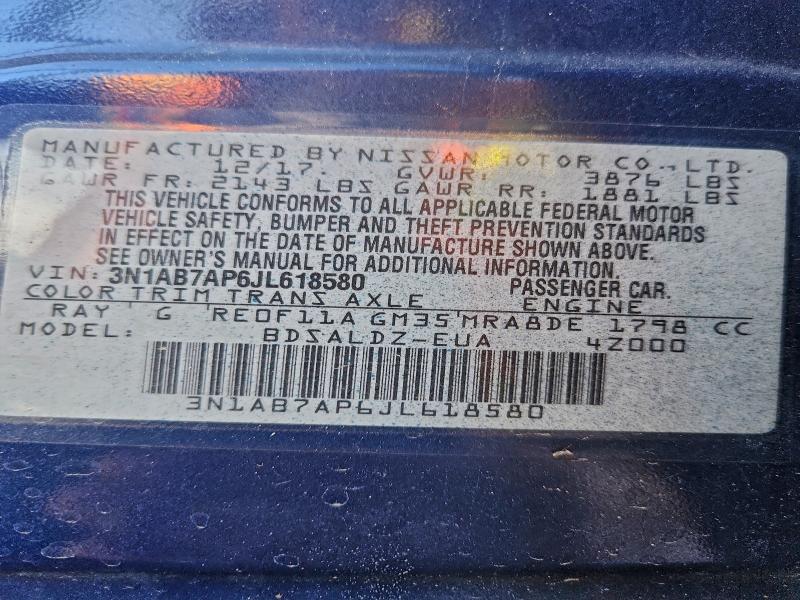 MANUFACTURED BY NISSAN MOTOR CO., LTD.
DATE: 12/17. GVWR: 3876 LBS
GAWR FR: 2143 LBS GAWR RR: 1881 LBS
THIS VEHICLE CONFORMS TO ALL APPLICABLE FEDERAL MOTOR
VEHICLE SAFETY, BUMPER AND THEFT PREVENTION STANDARDS
IN EFFECT ON THE DATE OF MANUFACTURE SHOWN ABOVE.
SEE OWNER'S MANUAL FOR ADDITIONAL INFORMATION.
VIN: 3N1AB7AP6JL618580 PASSENGER CAR.
COLOR TRIM TRANS AXLE ENGINE
RAY G RE0F11A GM35 MRA8DE 1798 CC
MODEL: BDSALDZ-EUA 4Z000
3N1AB7AP6JL618580